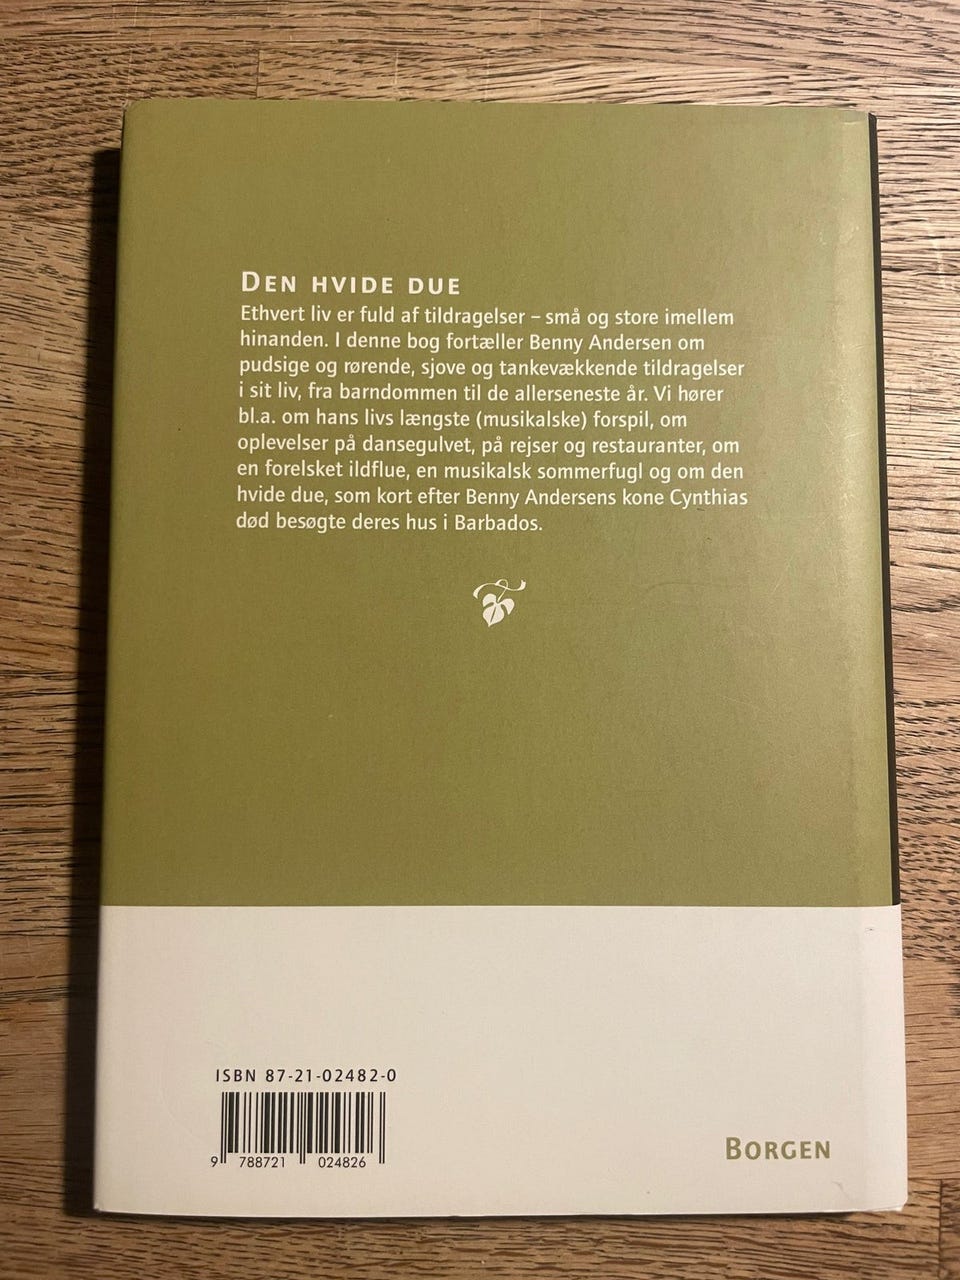 DEN HVIDE DUE
Ethvert liv er fuld af tildragelser – små og store imellem
hinanden. I denne bog fortæller Benny Andersen om
pudsige og rørende, sjove og tankevækkende tildragelser
i sit liv, fra barndommen til de allerseneste år. Vi hører
bl.a. om hans livs længste (musikalske) forspil, om
oplevelser på dansegulvet, på rejser og restauranter, om
en forelsket ildflue, en musikalsk sommerfugl og om den
hvide due, som kort efter Benny Andersens kone Cynthias
død besøgte deres hus i Barbados.
ISBN 87-21-02482-0
9 788721 024826
BORGEN